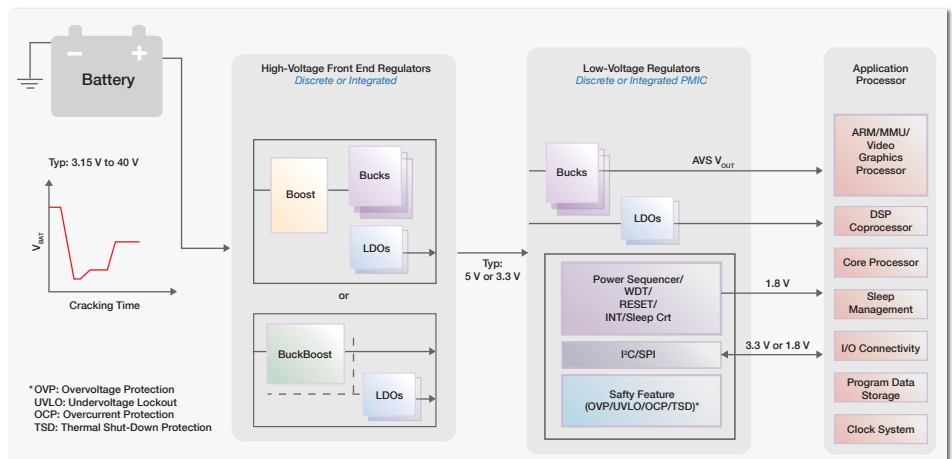 Battery
Typ: 3.15 V to 40 V
VBAT
Cracking Time
*OVP: Overvoltage Protection
UVLO: Undervoltage Lockout
OCP: Overcurrent Protection
TSD: Thermal Shut-Down Protection
High-Voltage Front End Regulators
Discrete or Integrated
Boost
Bucks
LDOs
or
BuckBoost
LDOs
Typ:
5 V or 3.3 V
Low-Voltage Regulators
Discrete or Integrated PMIC
Bucks
AVS VOUT
LDOs
Power Sequencer/
WDT/
RESET/
INT/Sleep Crt
1.8 V
I²C/SPI
3.3 V or 1.8 V
Safty Feature
(OVP/UVLO/OCP/TSD)*
Application
Processor
ARM/MMU/
Video
Graphics
Processor
DSP
Coprocessor
Core Processor
Sleep
Management
I/O Connectivity
Program Data
Storage
Clock System